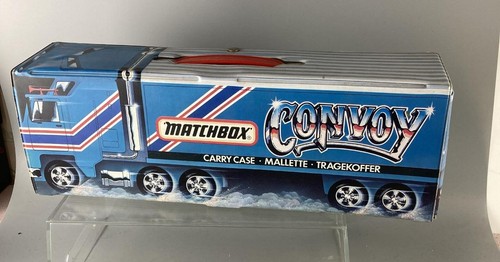 MATCHBOX
CONVOY
CARRY CASE · MALLETTE · TRAGEKOFFER